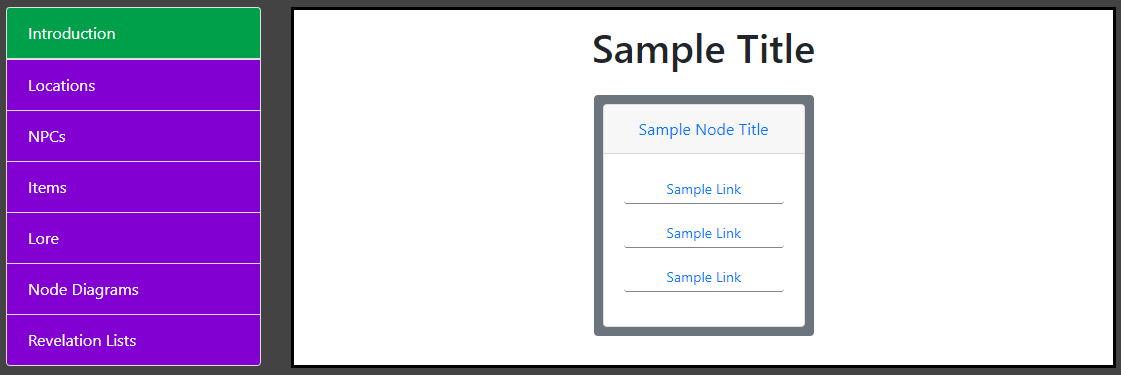 Introduction
Locations
NPCs
Items
Lore
Node Diagrams
Revelation Lists
Sample Title
Sample Node Title
Sample Link
Sample Link
Sample Link